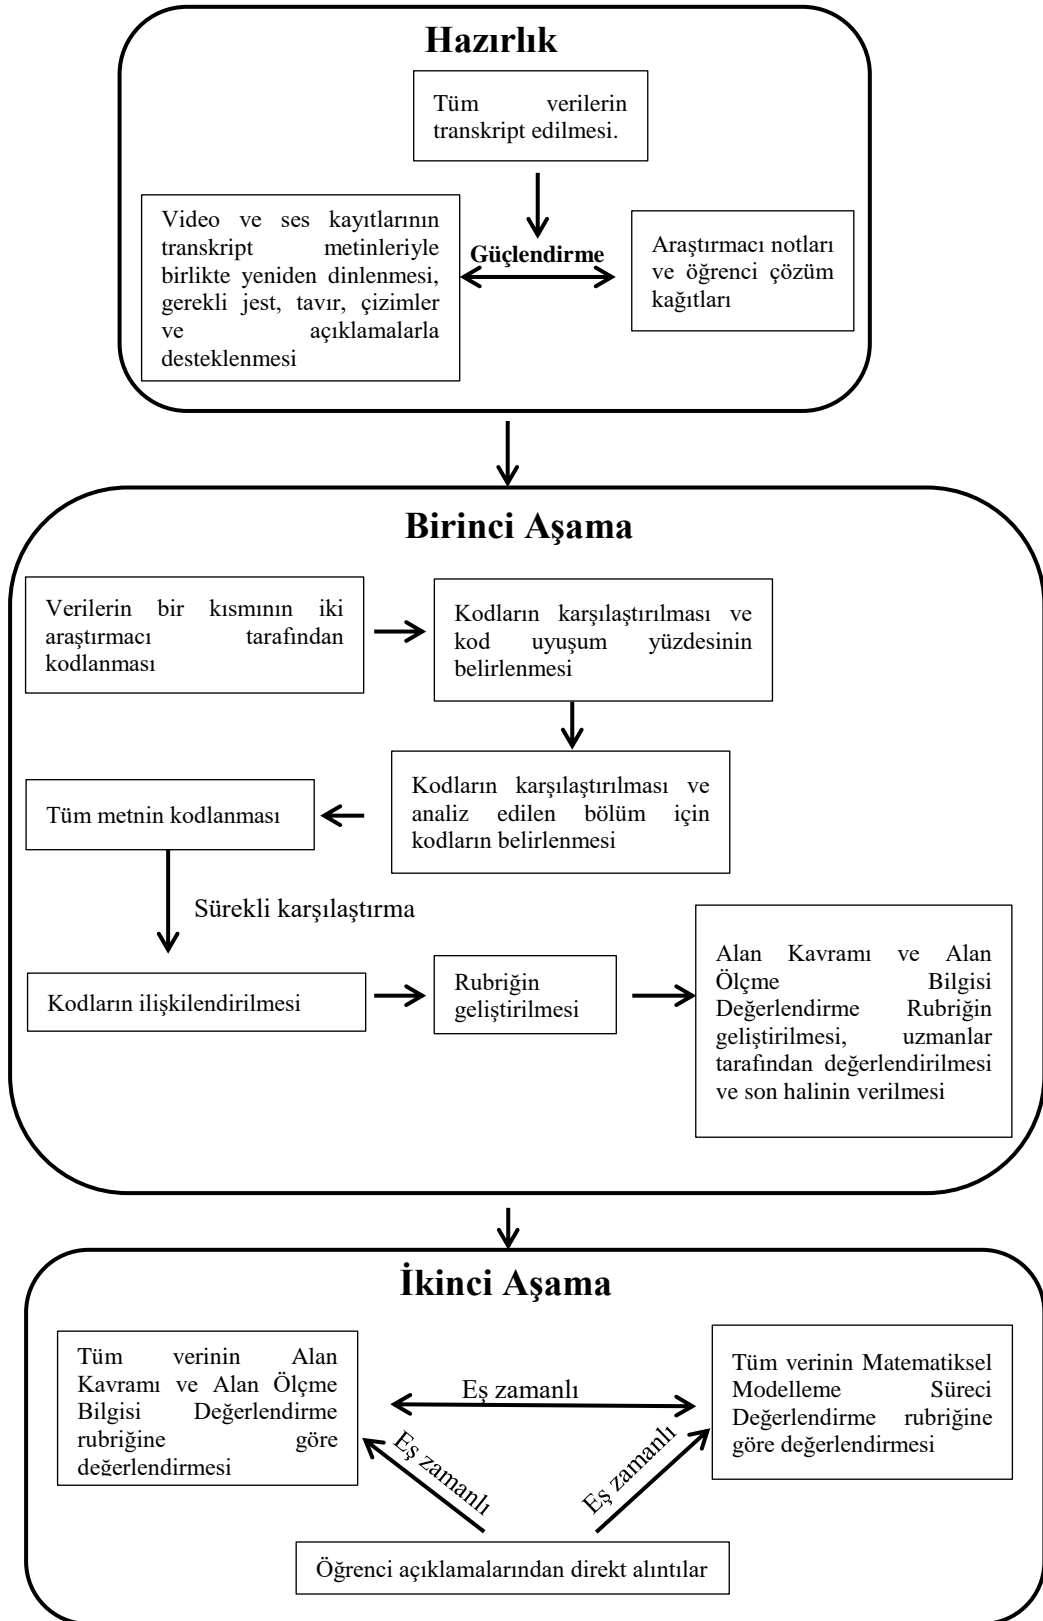 Hazırlık
Tüm verilerin
transkript edilmesi.
Video ve ses kayıtlarının
transkript metinleriyle
birlikte yeniden dinlenmesi,
gerekli jest, tavır, çizimler
ve açıklamalarla
desteklenmesi
Güçlendirme
Araştırmacı notları
ve öğrenci çözüm
kağıtları
Birinci Aşama
Verilerin bir kısmının iki
araştırmacı tarafından
kodlanması
Kodların karşılaştırılması ve
kod uyuşum yüzdesinin
belirlenmesi
Kodların karşılaştırılması ve
analiz edilen bölüm için
kodların belirlenmesi
Tüm metnin kodlanması
Sürekli karşılaştırma
Kodların ilişkilendirilmesi
Rubriğin
geliştirilmesi
Alan Kavramı ve Alan
Ölçme Bilgisi
Değerlendirme Rubriğin
geliştirilmesi, uzmanlar
tarafından değerlendirilmesi
ve son halinin verilmesi
İkinci Aşama
Tüm verinin Alan
Kavramı ve Alan Ölçme
Bilgisi Değerlendirme
rubriğine göre
değerlendirmesi
Eş zamanlı
Tüm verinin Matematiksel
Modelleme Süreci
Değerlendirme rubriğine
göre değerlendirmesi
Eş zamanlı
Eş zamanlı
Öğrenci açıklamalarından direkt alıntılar